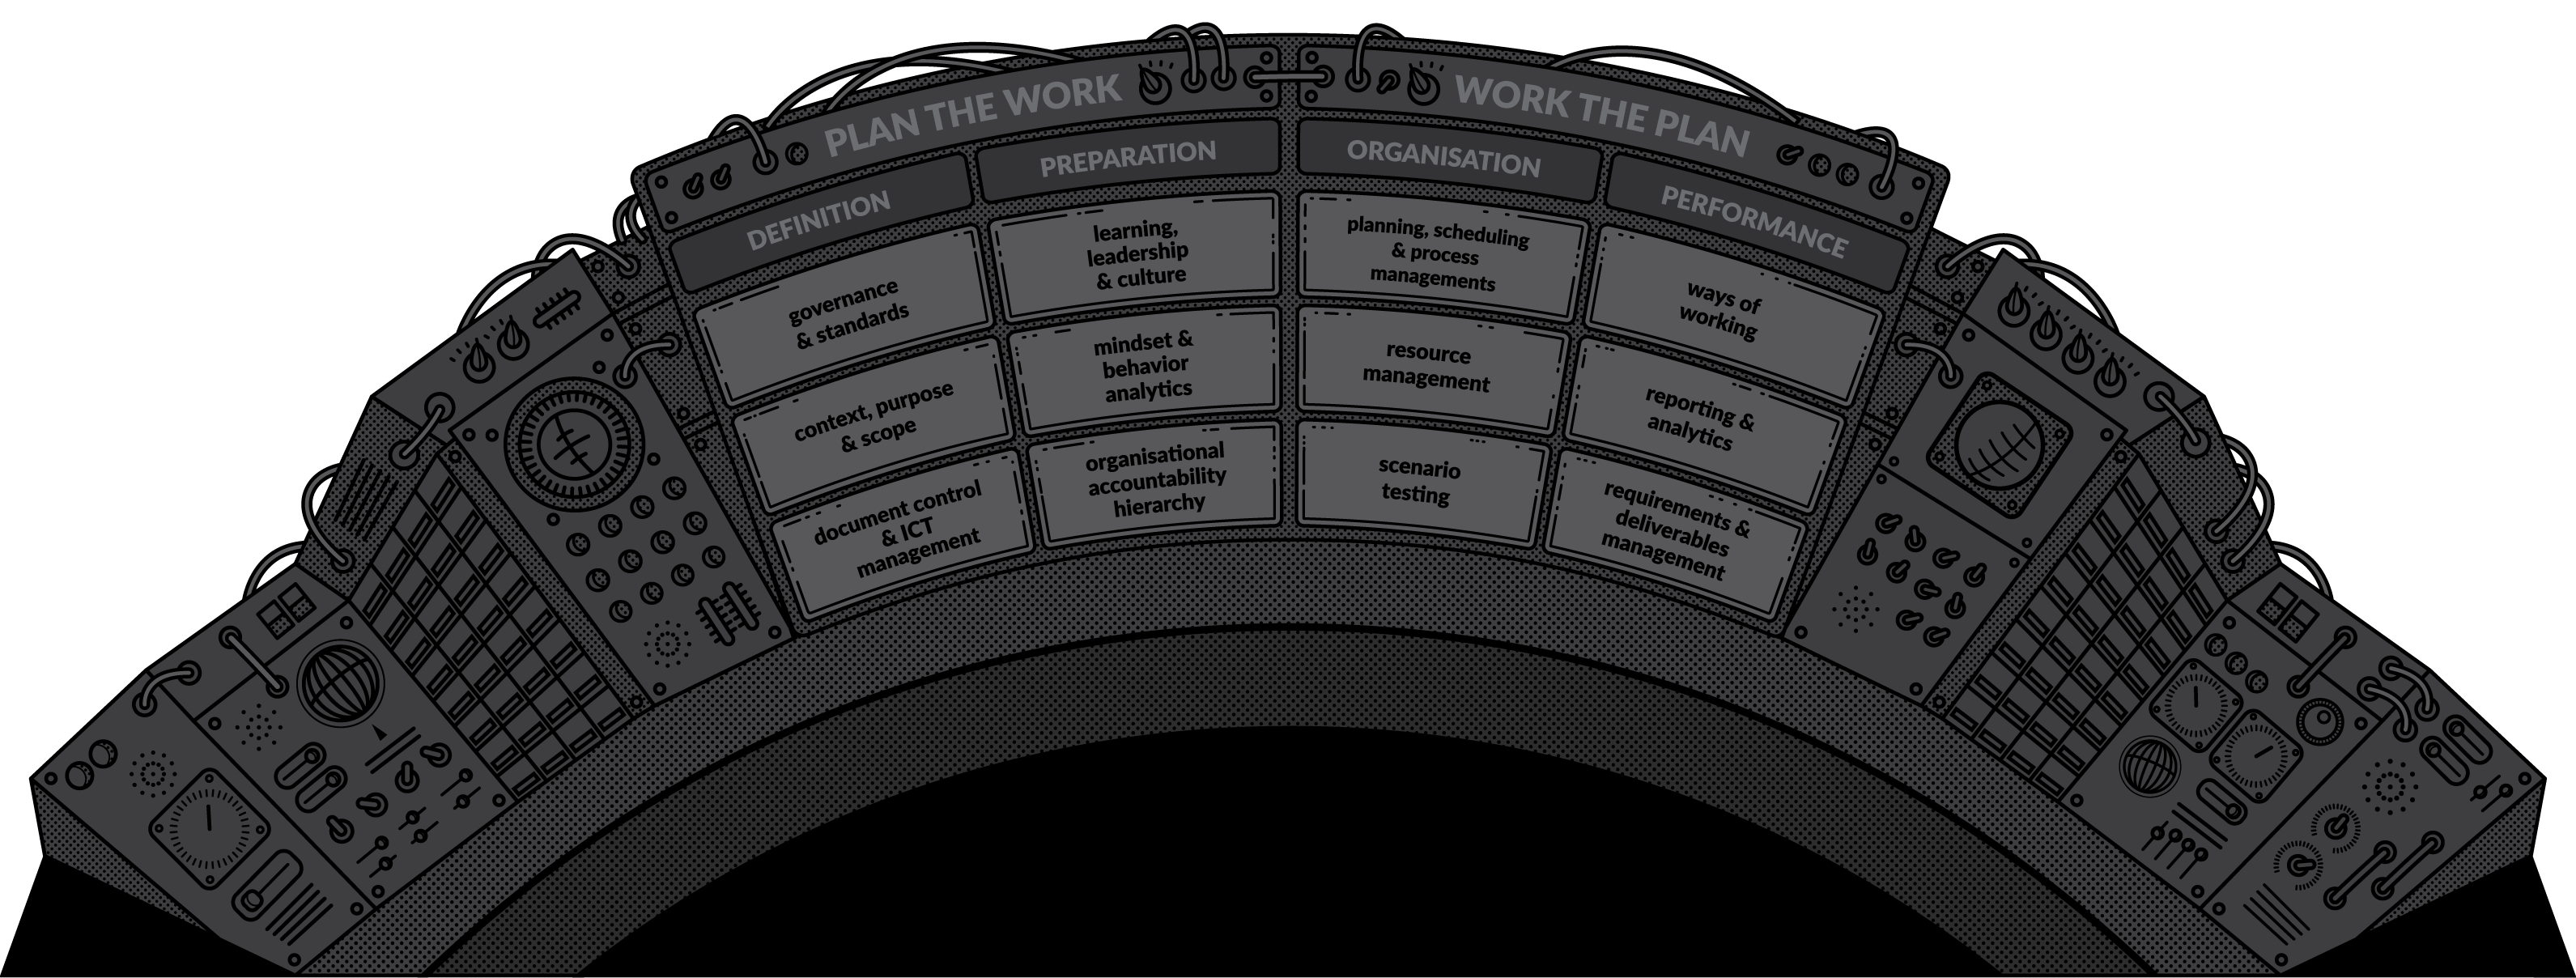 PLAN THE WORK
WORK THE PLAN
DEFINITION
PREPARATION
ORGANISATION
PERFORMANCE
governance
& standards
learning,
leadership
& culture
planning, scheduling
& process
managements
ways of
working
context, purpose
& scope
mindset &
behavior
analytics
resource
management
reporting &
analytics
document control
& ICT
management
organisational
accountability
hierarchy
scenario
testing
requirements &
deliverables
management